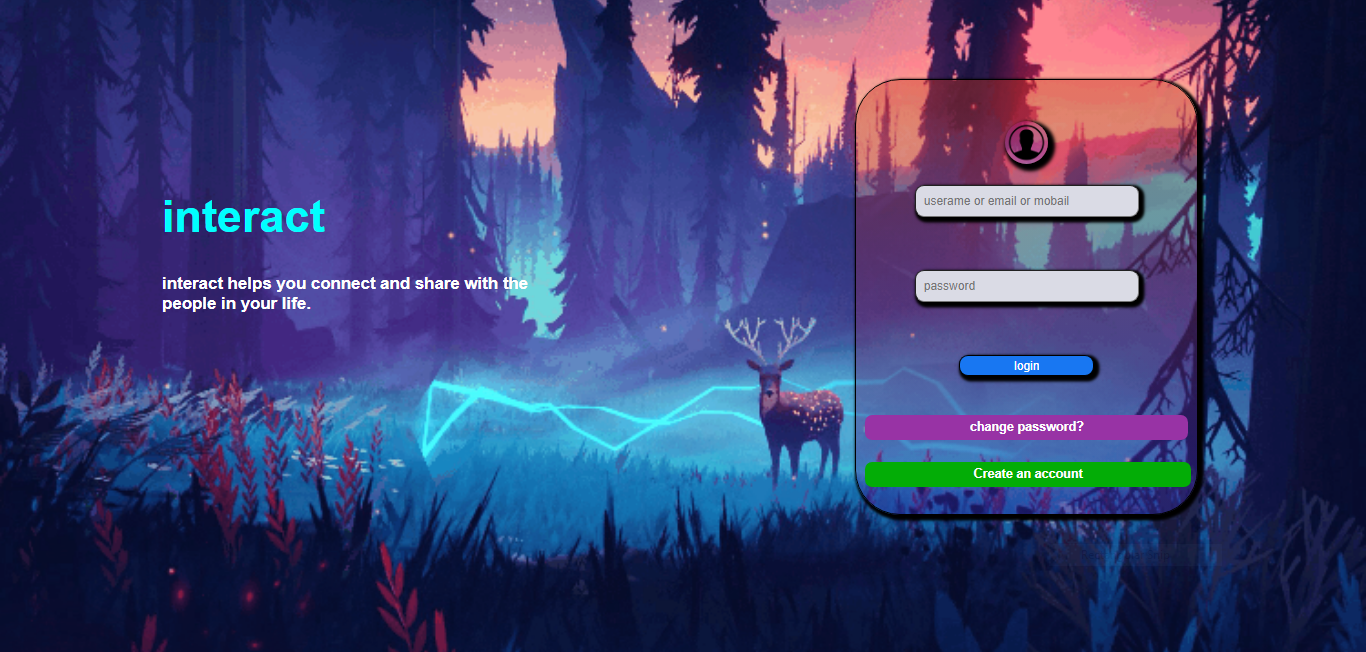 interact
interact helps you connect and share with the
people in your life.
userame or email or mobail
password
login
change password?
Create an account